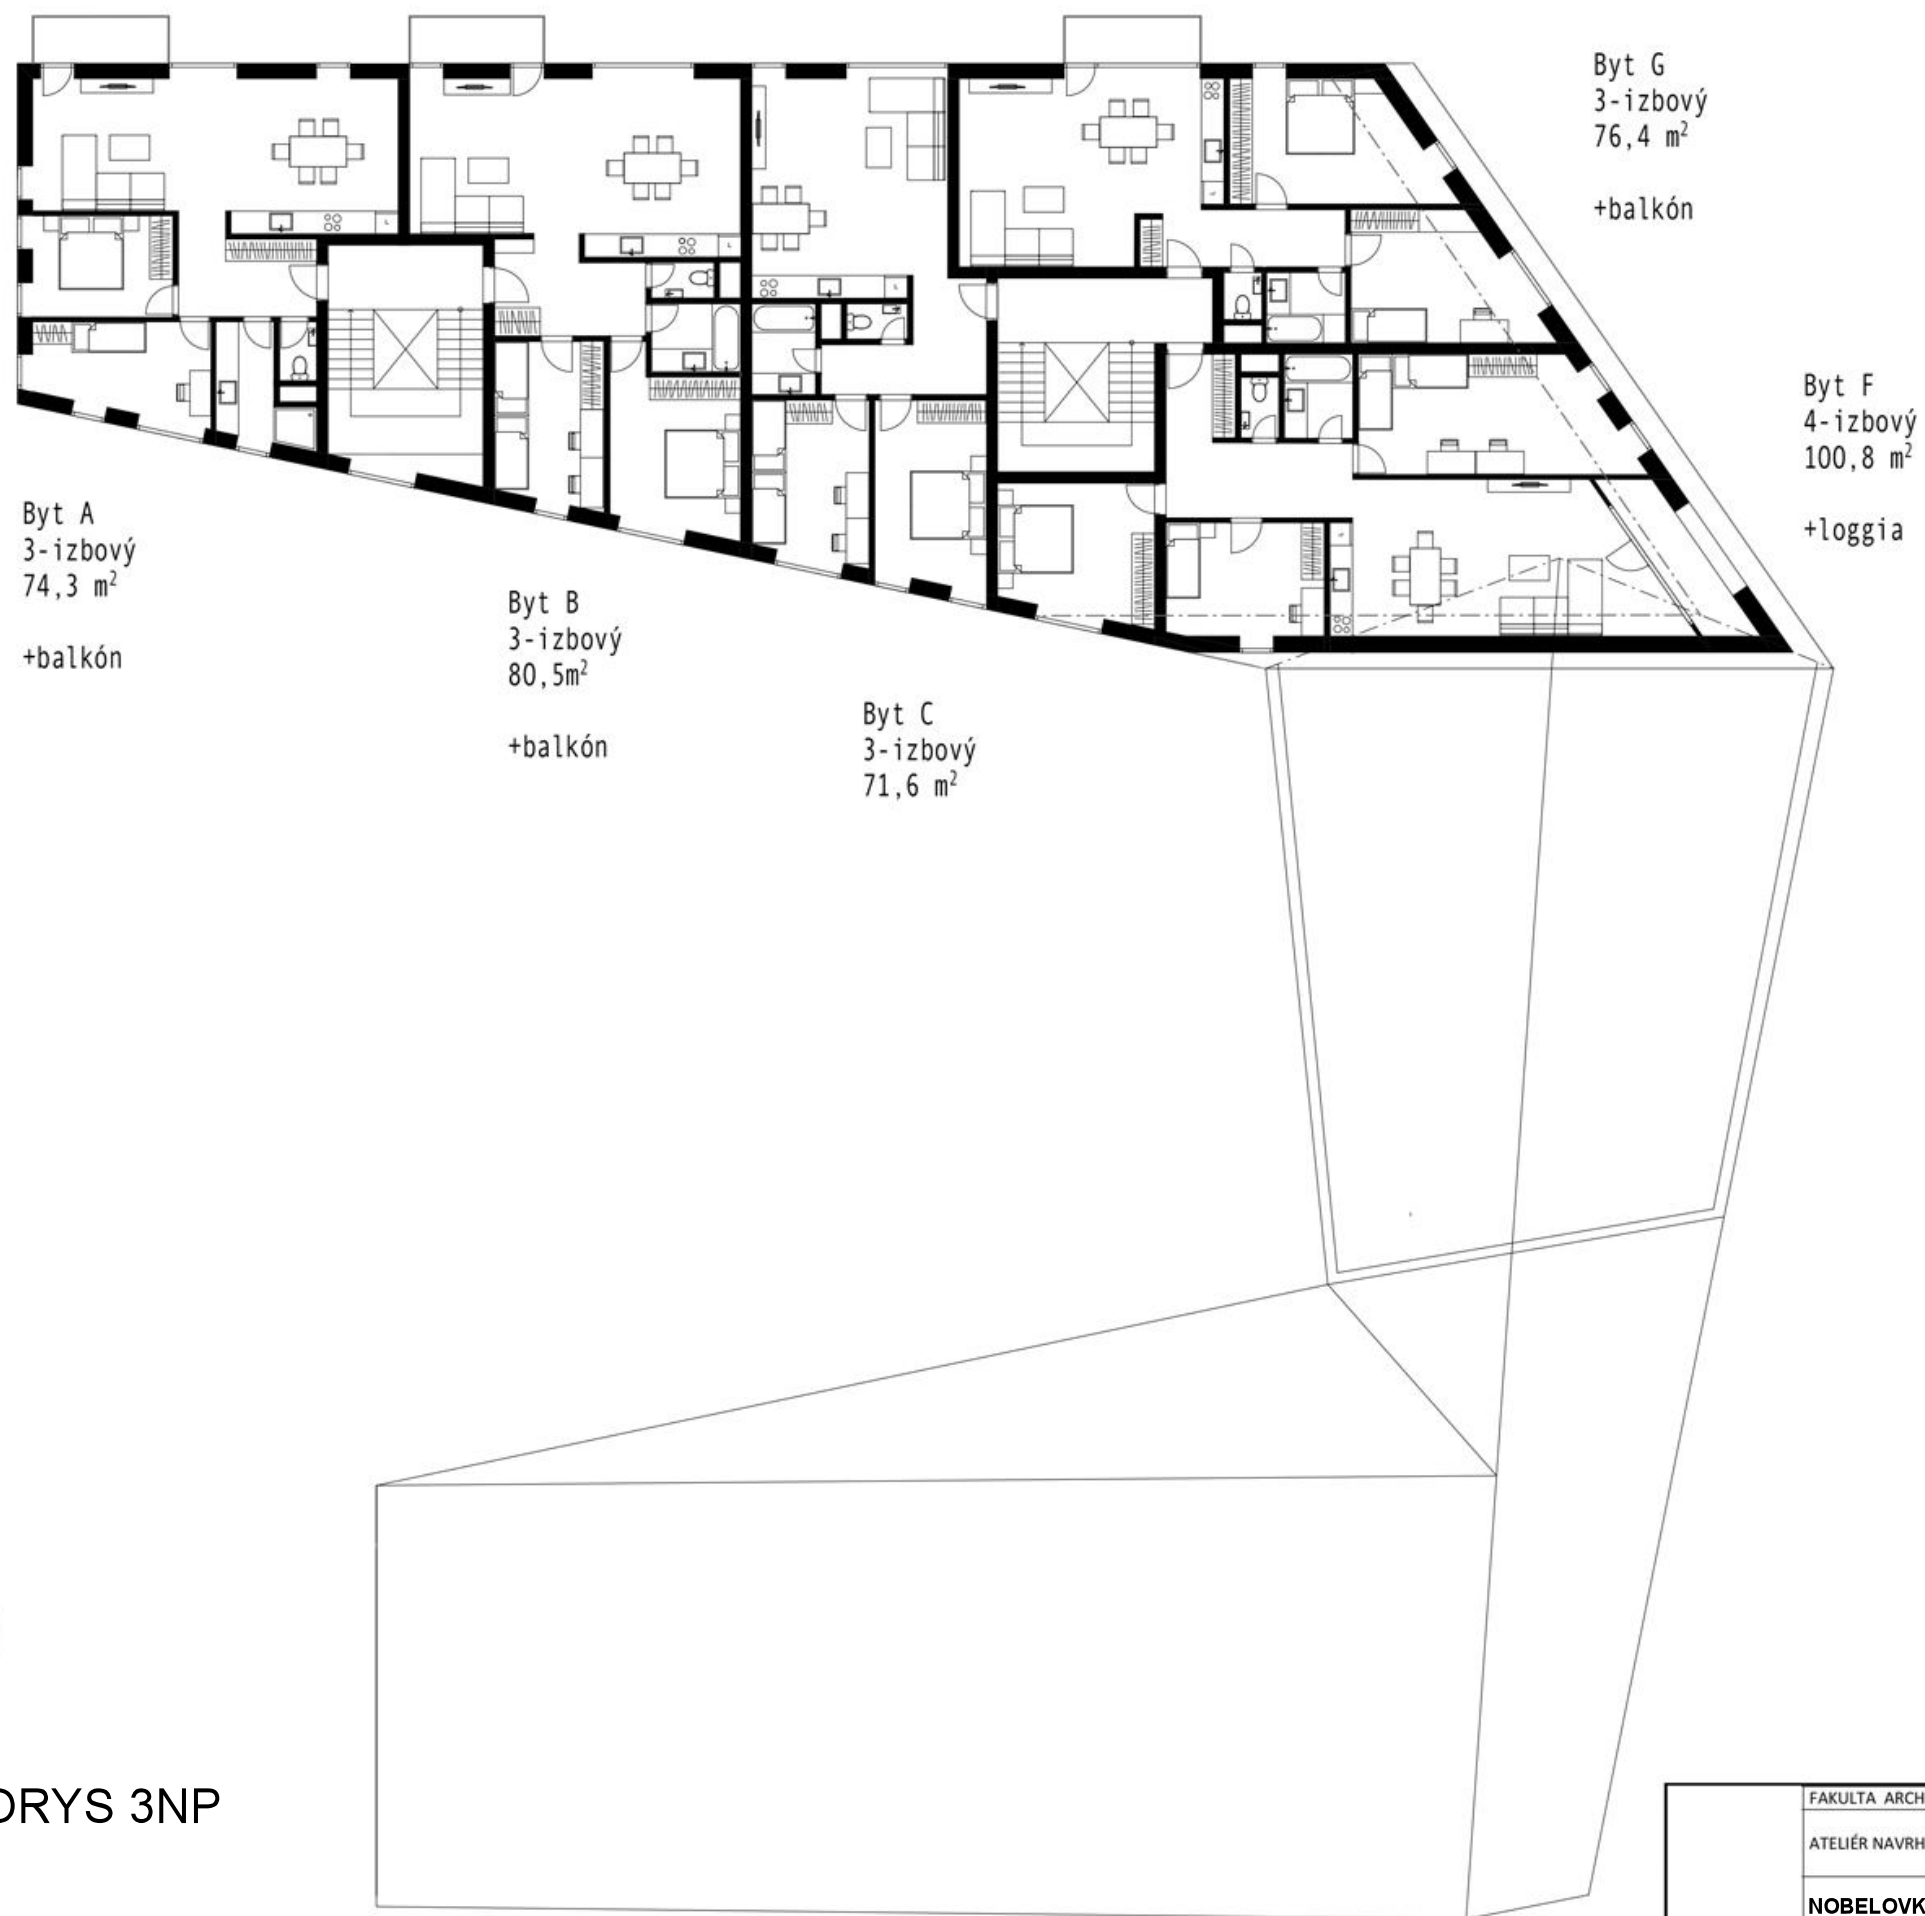 Byt G
3-izbový
76,4 m²
+balkón
Byt F
4-izbový
100,8 m²
+loggia
Byt A
3-izbový
74,3 m²
+balkón
Byt B
3-izbový
80,5m²
+balkón
Byt C
3-izbový
71,6 m²
ORYS 3NP
FAKULTA ARCH
ATELIÉR NAVRH
NOBELOVK